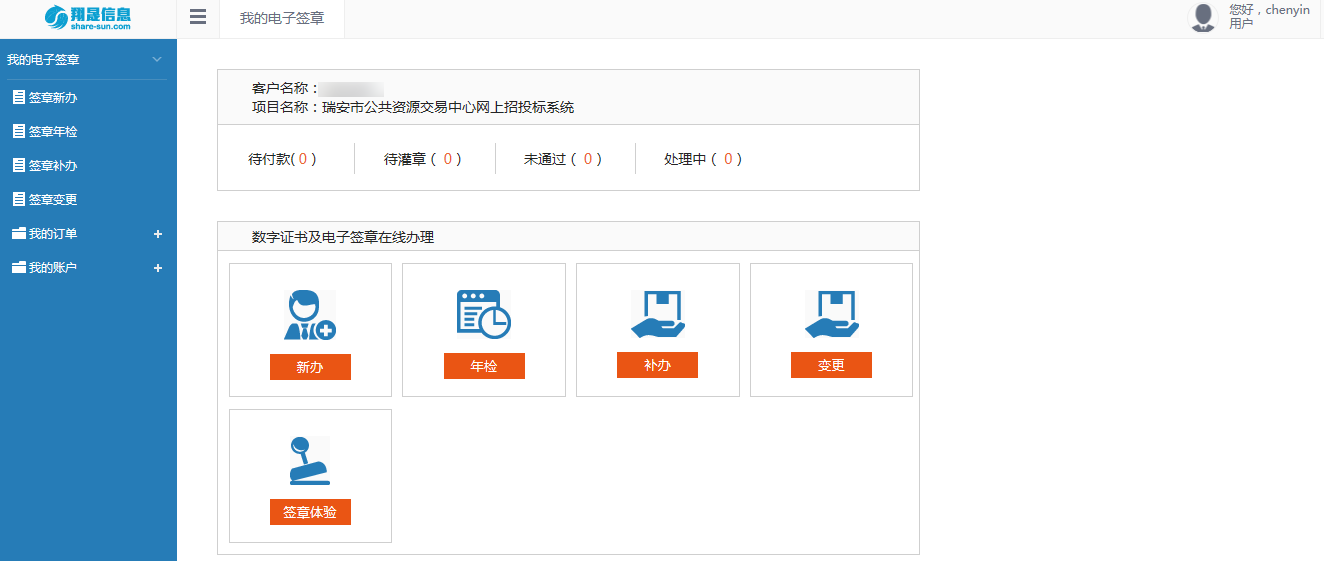 翔晟信息
share-sun.com
我的电子签章
您好，chenyin
用户
我的电子签章
签章新办
签章年检
签章补办
签章变更
我的订单 +
我的账户 +
客户名称：
项目名称：瑞安市公共资源交易中心网上招投标系统
待付款( 0 ) 待灌章 ( 0 ) 未通过 ( 0 ) 处理中 ( 0 )
数字证书及电子签章在线办理
新办 年检 补办 变更
签章体验